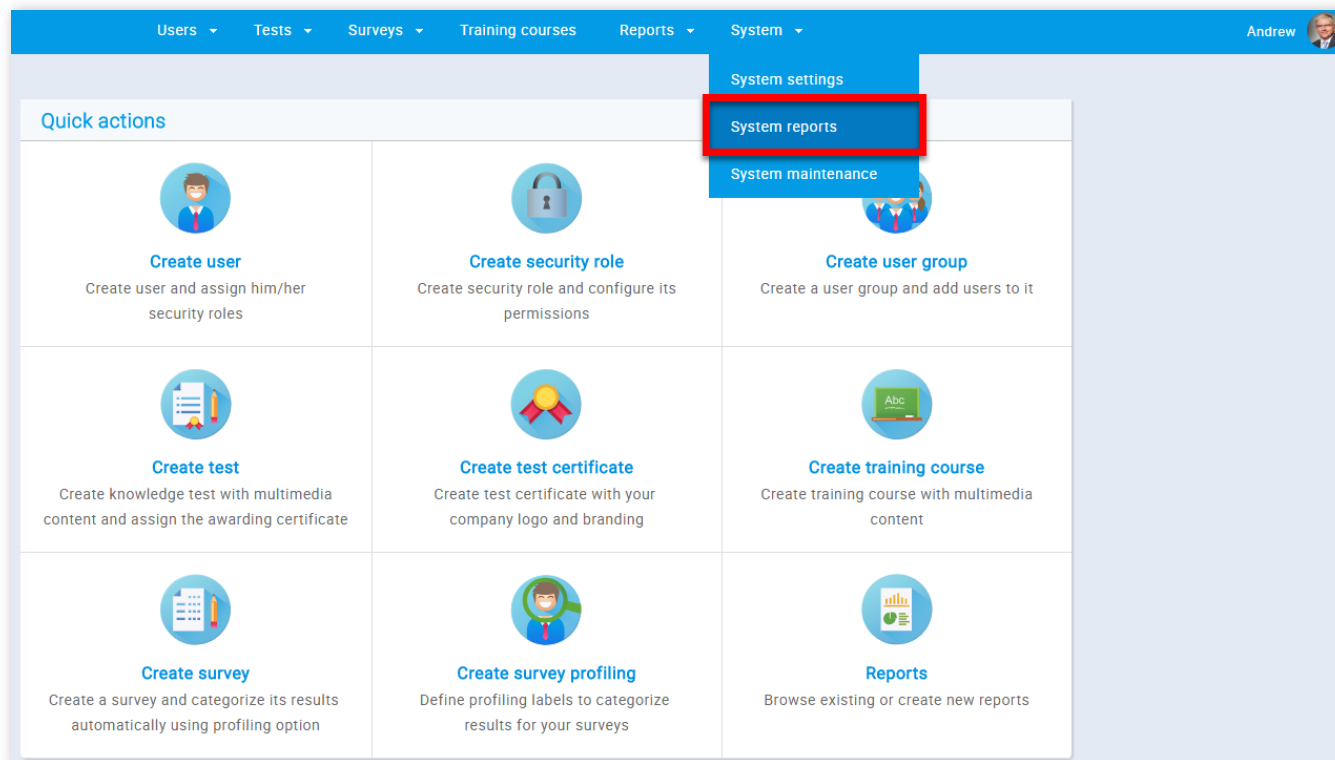 Users
Tests
Surveys
Training courses
Reports
System
Andrew
System settings
System reports
System maintenance
Quick actions
Create user
Create user and assign him/her
security roles
Create security role
Create security role and configure its
permissions
Create user group
Create a user group and add users to it
Create test
Create knowledge test with multimedia
content and assign the awarding certificate
Create test certificate
Create test certificate with your
company logo and branding
Abc
Create training course
Create training course with multimedia
content
Create survey
Create a survey and categorize its results
automatically using profiling option
Create survey profiling
Define profiling labels to categorize
results for your surveys
Reports
Browse existing or create new reports